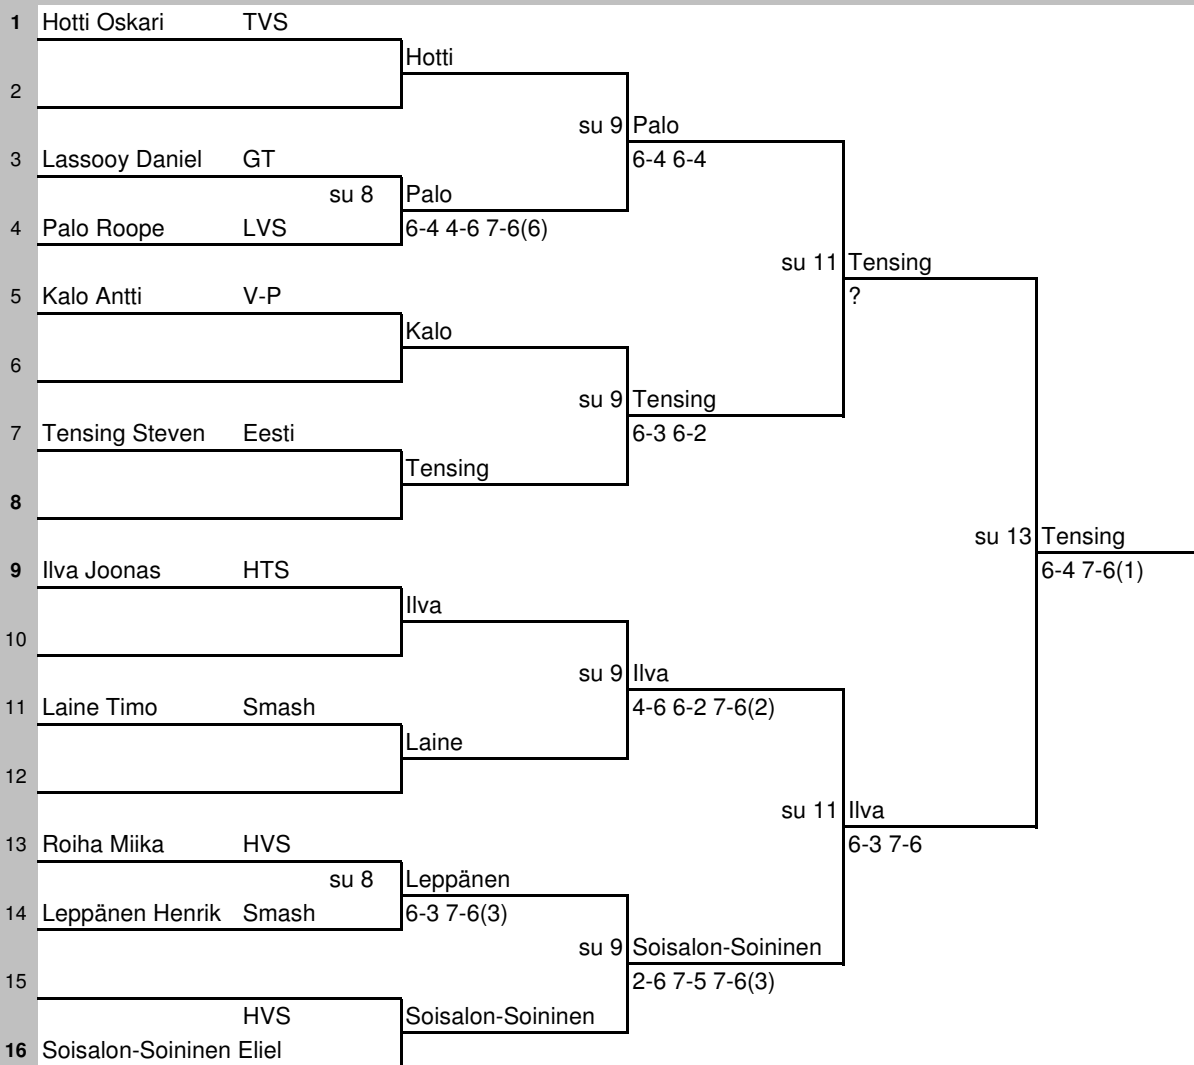 1 Hotti Oskari TVS
Hotti
2
su 9 Palo
3 Lassooy Daniel GT 6-4 6-4
su 8 Palo
4 Palo Roope LVS 6-4 4-6 7-6(6)
su 11 Tensing
5 Kalo Antti V-P ?
Kalo
6
su 9 Tensing
7 Tensing Steven Eesti 6-3 6-2
Tensing
8
su 13 Tensing
9 Ilva Joonas HTS 6-4 7-6(1)
Ilva
10
su 9 Ilva
11 Laine Timo Smash 4-6 6-2 7-6(2)
Laine
12
su 11 Ilva
13 Roiha Miika HVS 6-3 7-6
su 8 Leppänen
14 Leppänen Henrik Smash 6-3 7-6(3)
su 9 Soisalon-Soininen
15 2-6 7-5 7-6(3)
HVS Soisalon-Soininen
16 Soisalon-Soininen Eliel